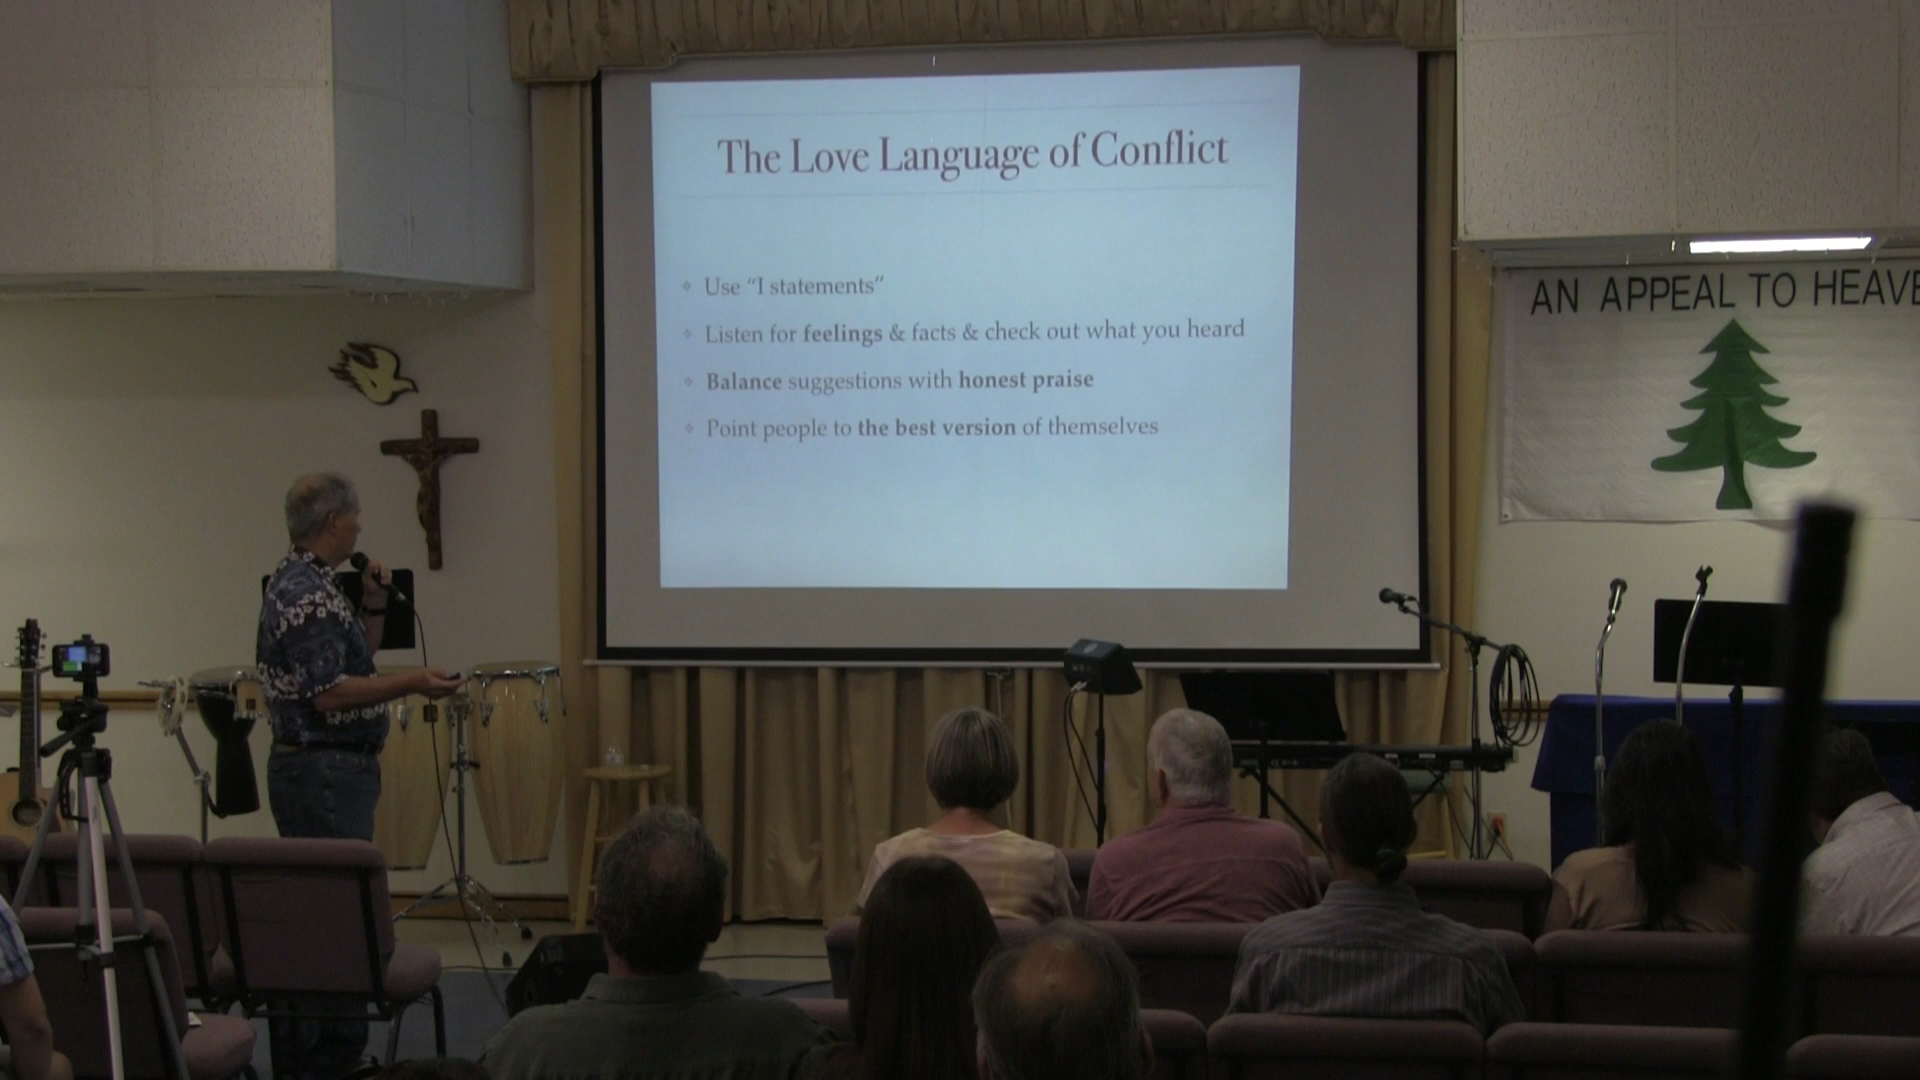 The Love Language of Conflict
Use “I statements”
Listen for feelings & facts & check out what you heard
Balance suggestions with honest praise
Point people to the best version of themselves
AN APPEAL TO HEAVE